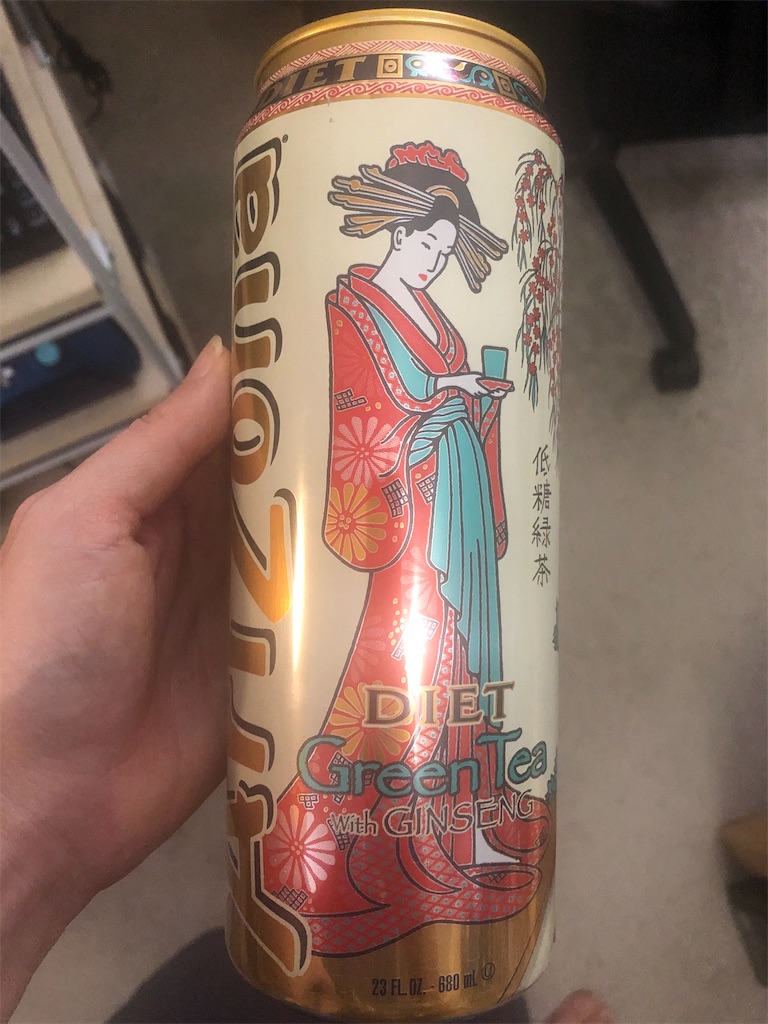 DIET
ARIZONA
低糖緑茶
DIET
Green Tea
With GINSENG
23 FL. OZ. - 680 mL U